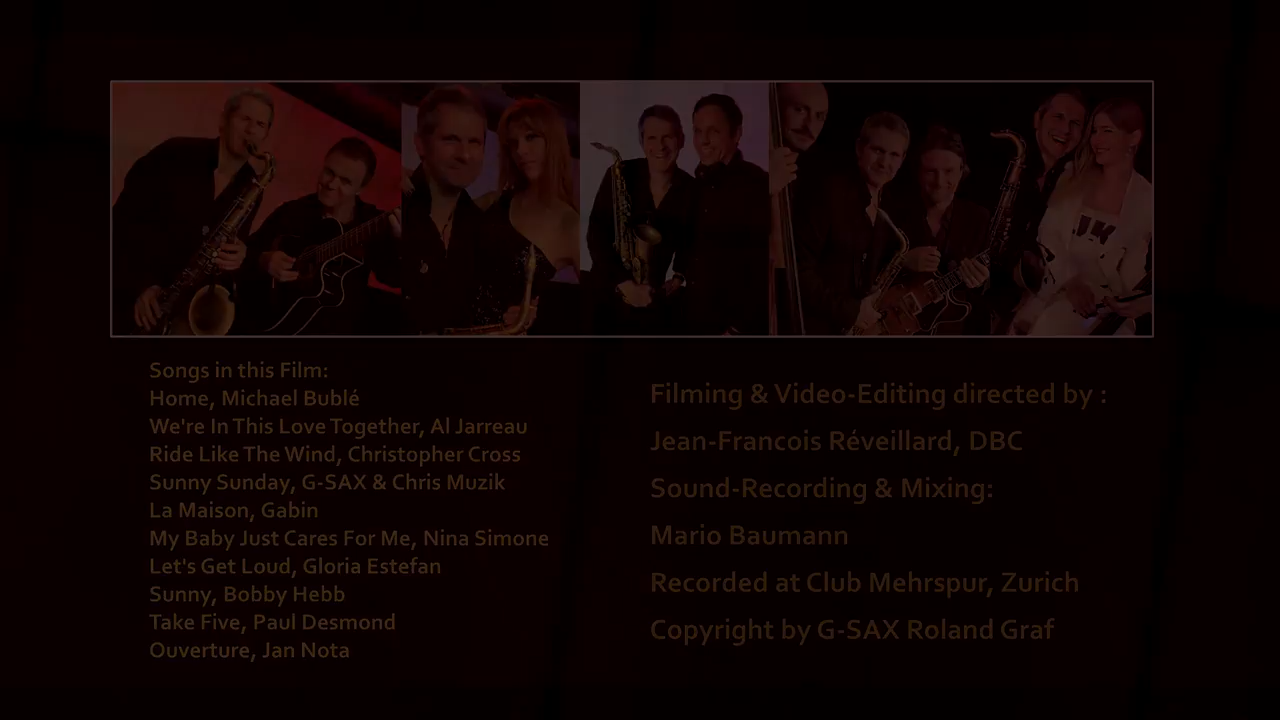 Songs in this Film:
Home, Michael Bublé
We're In This Love Together, Al Jarreau
Ride Like The Wind, Christopher Cross
Sunny Sunday, G-SAX & Chris Muzik
La Maison, Gabin
My Baby Just Cares For Me, Nina Simone
Let's Get Loud, Gloria Estefan
Sunny, Bobby Hebb
Take Five, Paul Desmond
Ouverture, Jan Nota
Filming & Video-Editing directed by :
Jean-Francois Réveillard, DBC
Sound-Recording & Mixing:
Mario Baumann
Recorded at Club Mehrspur, Zurich
Copyright by G-SAX Roland Graf